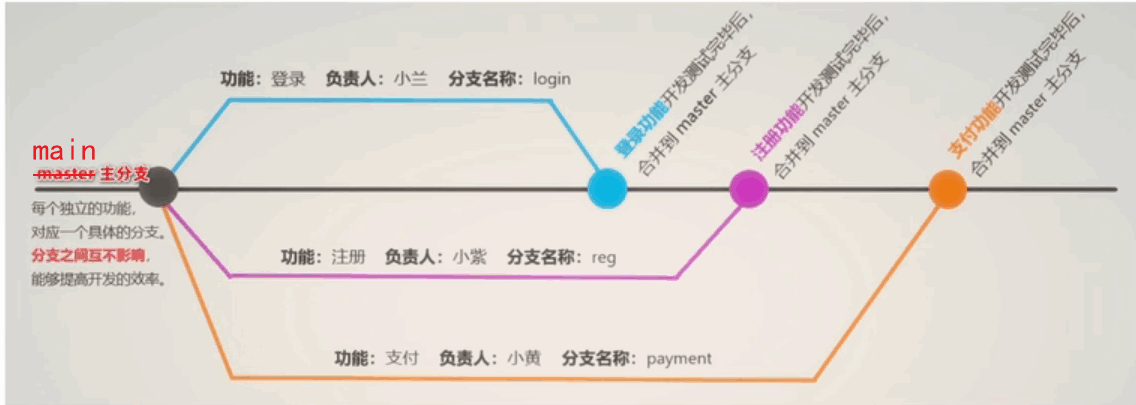 功能：登录 负责人：小兰 分支名称：login
登录功能开发测试完毕后，
合并到 master 主分支
注册功能开发测试完毕后，
合并到 master 主分支
支付功能开发测试完毕后，
合并到 master 主分支
main
master 主分支
每个独立的功能，
对应一个具体的分支。
分支之间互不影响，
能够提高开发的效率。
功能：注册 负责人：小紫 分支名称：reg
功能：支付 负责人：小黄 分支名称：payment